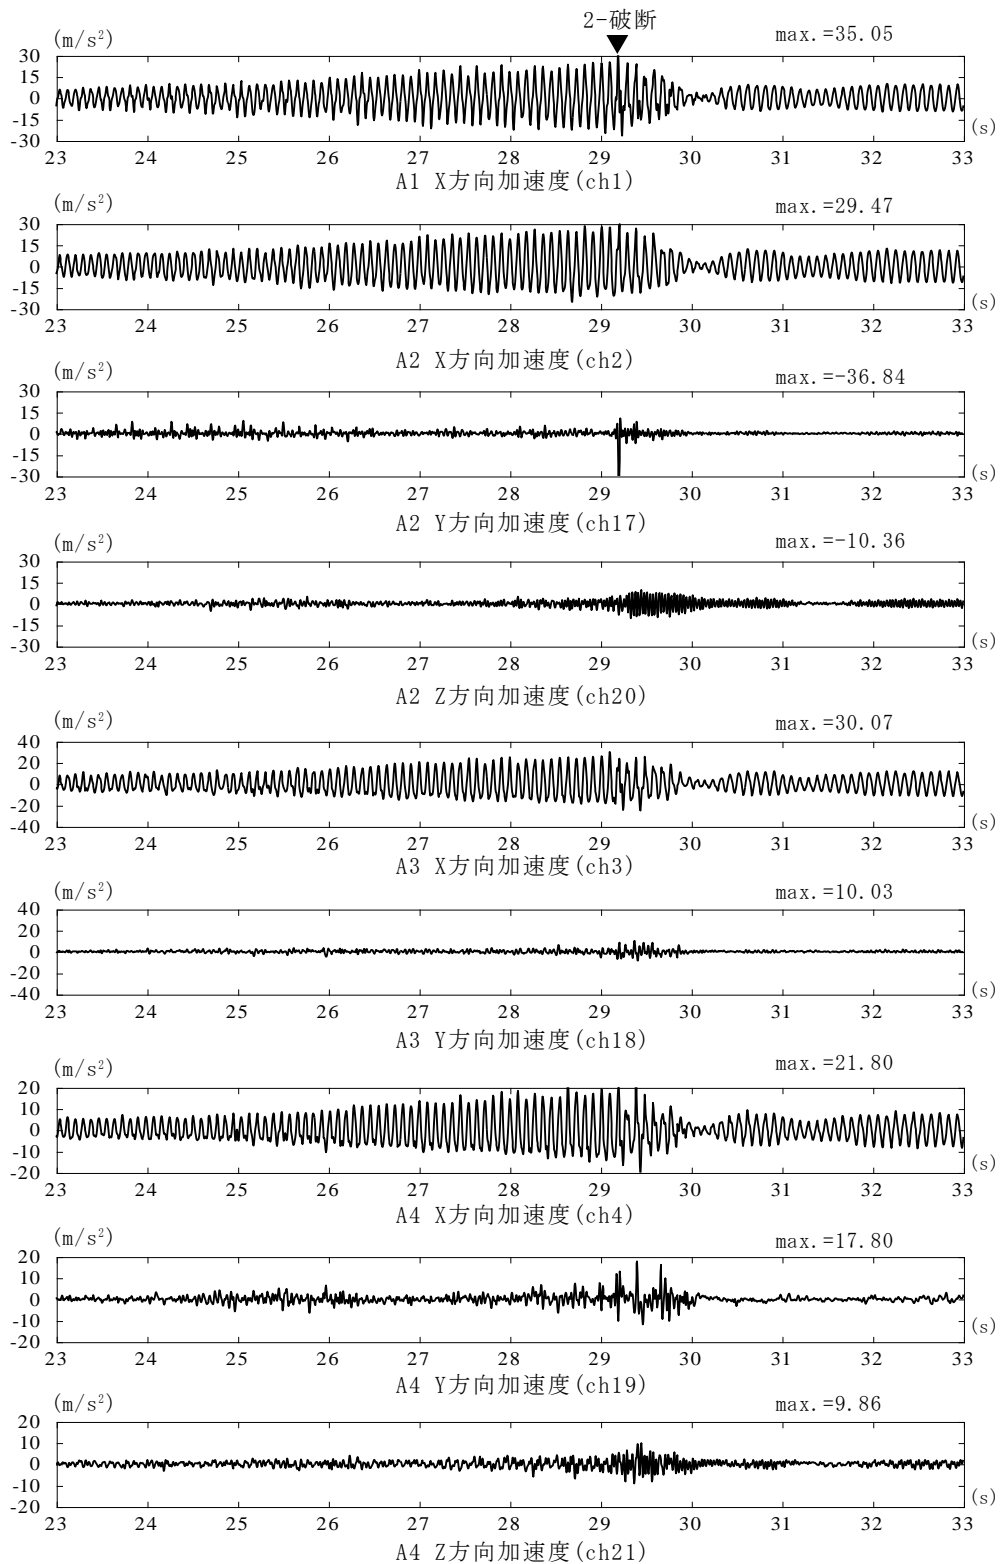 2-破断
(m/s²) max.=35.05
30
15
0
-15
-30
(s)
23 24 25 26 27 28 29 30 31 32 33
A1 X方向加速度(ch1)
(m/s²) max.=29.47
30
15
0
-15
-30
(s)
23 24 25 26 27 28 29 30 31 32 33
A2 X方向加速度(ch2)
(m/s²) max.=-36.84
30
15
0
-15
-30
(s)
23 24 25 26 27 28 29 30 31 32 33
A2 Y方向加速度(ch17)
(m/s²) max.=-10.36
30
15
0
-15
-30
(s)
23 24 25 26 27 28 29 30 31 32 33
A2 Z方向加速度(ch20)
(m/s²) max.=30.07
40
20
0
-20
-40
(s)
23 24 25 26 27 28 29 30 31 32 33
A3 X方向加速度(ch3)
(m/s²) max.=10.03
40
20
0
-20
-40
(s)
23 24 25 26 27 28 29 30 31 32 33
A3 Y方向加速度(ch18)
(m/s²) max.=21.80
20
10
0
-10
-20
(s)
23 24 25 26 27 28 29 30 31 32 33
A4 X方向加速度(ch4)
(m/s²) max.=17.80
20
10
0
-10
-20
(s)
23 24 25 26 27 28 29 30 31 32 33
A4 Y方向加速度(ch19)
(m/s²) max.=9.86
20
10
0
-10
-20
(s)
23 24 25 26 27 28 29 30 31 32 33
A4 Z方向加速度(ch21)